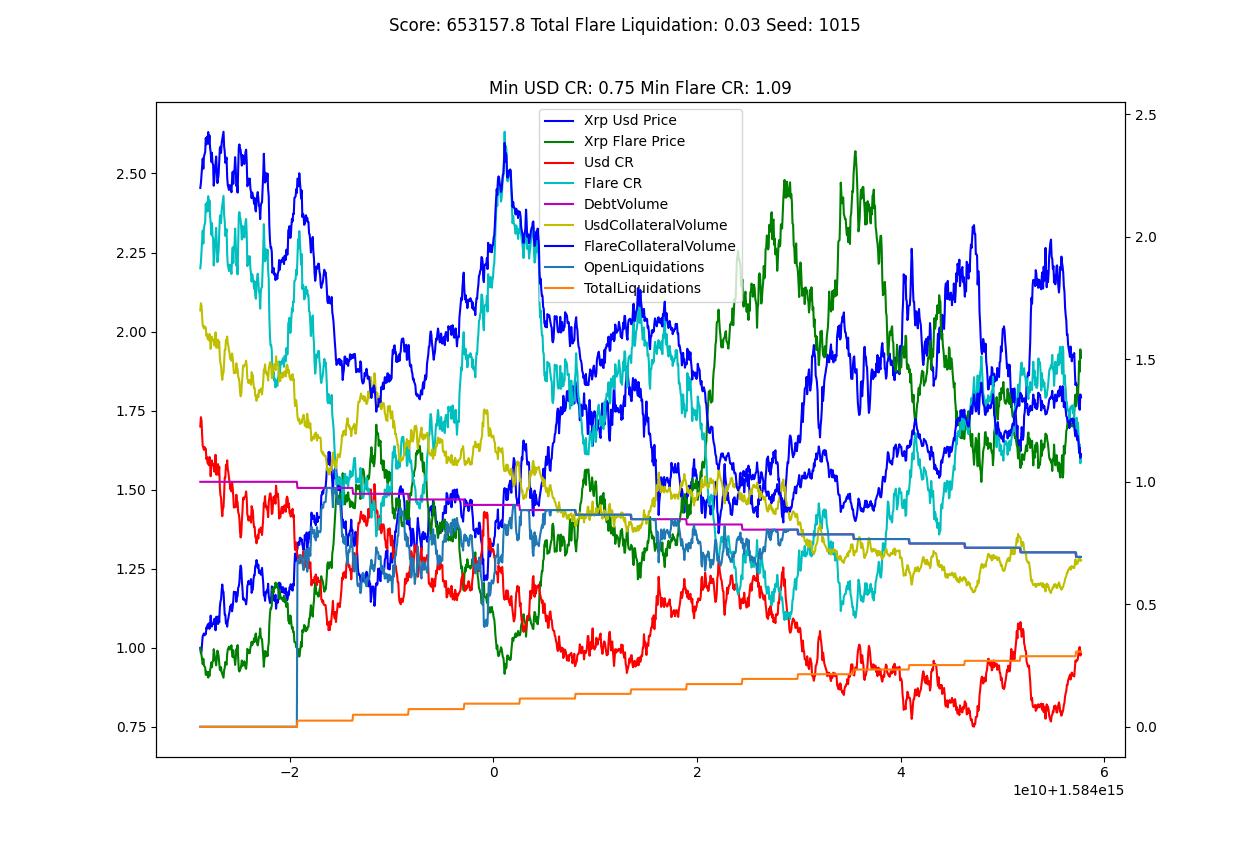 Score: 653157.8 Total Flare Liquidation: 0.03 Seed: 1015
Min USD CR: 0.75 Min Flare CR: 1.09
Xrp Usd Price
Xrp Flare Price
Usd CR
Flare CR
DebtVolume
UsdCollateralVolume
FlareCollateralVolume
OpenLiquidations
TotalLiquidations
2.50
2.25
2.00
1.75
1.50
1.25
1.00
0.75
2.5
2.0
1.5
1.0
0.5
0.0
−2 0 2 4 6
1e10+1.584e15